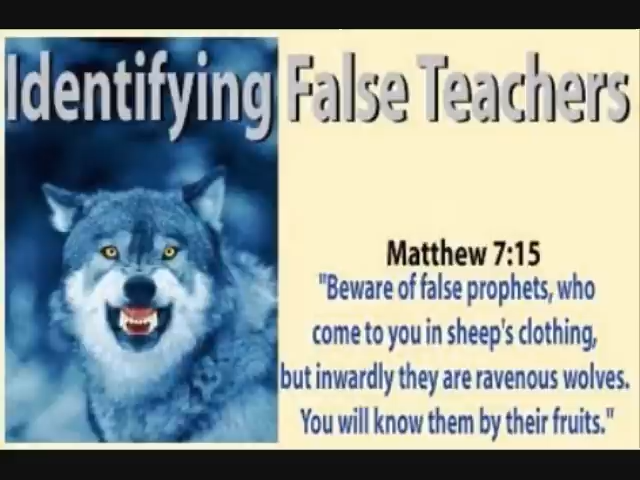 Identifying False Teachers
Matthew 7:15
"Beware of false prophets, who
come to you in sheep's clothing,
but inwardly they are ravenous wolves.
You will know them by their fruits."